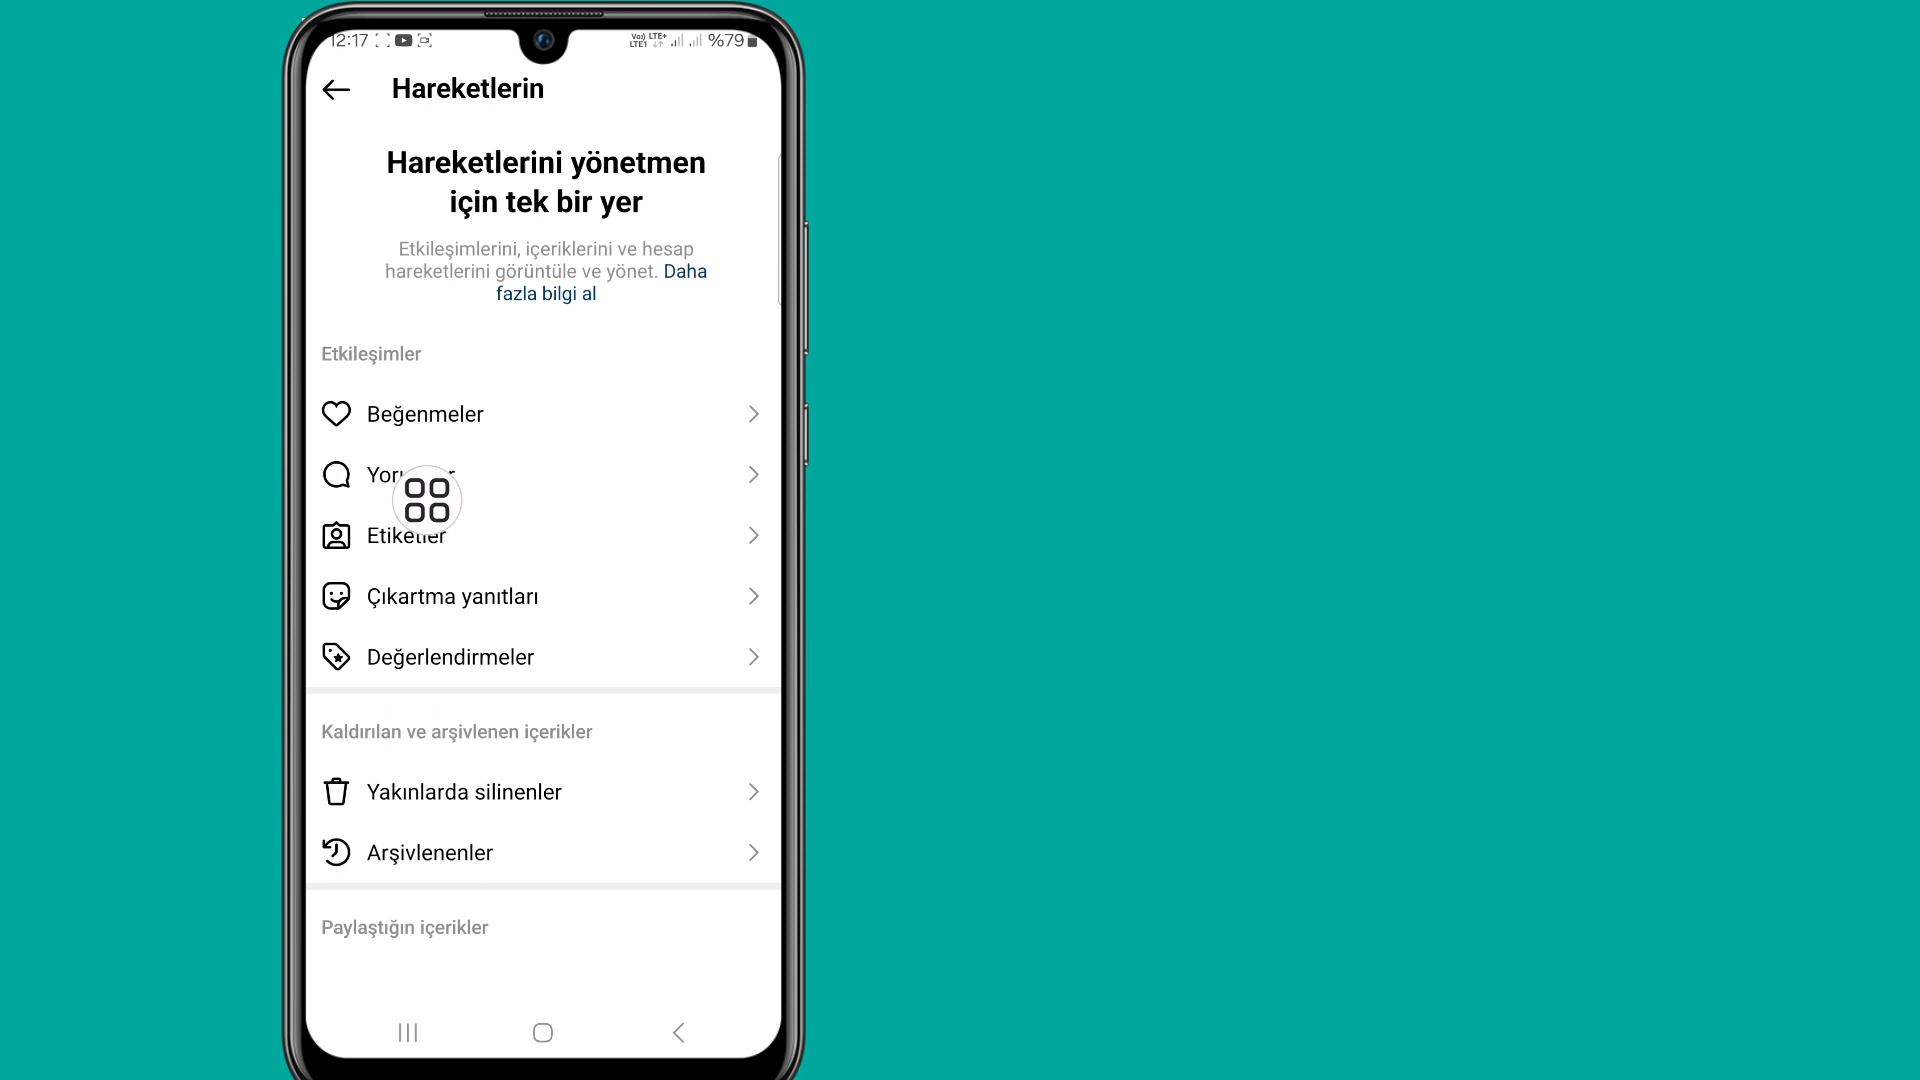 12:17 %79
Hareketlerin
Hareketlerini yönetmen
için tek bir yer
Etkileşimlerini, içeriklerini ve hesap
hareketlerini görüntüle ve yönet. Daha
fazla bilgi al
Etkileşimler
Beğenmeler
Etiketler
Çıkartma yanıtları
Değerlendirmeler
Kaldırılan ve arşivlenen içerikler
Yakınlarda silinenler
Arşivlenenler
Paylaştığın içerikler